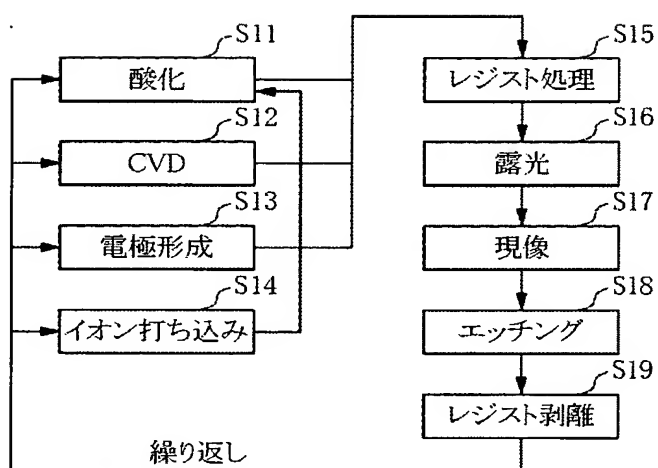 S11
酸化
S12
CVD
S13
電極形成
S14
イオン打ち込み
S15
レジスト処理
S16
露光
S17
現像
S18
エッチング
S19
レジスト剥離
繰り返し